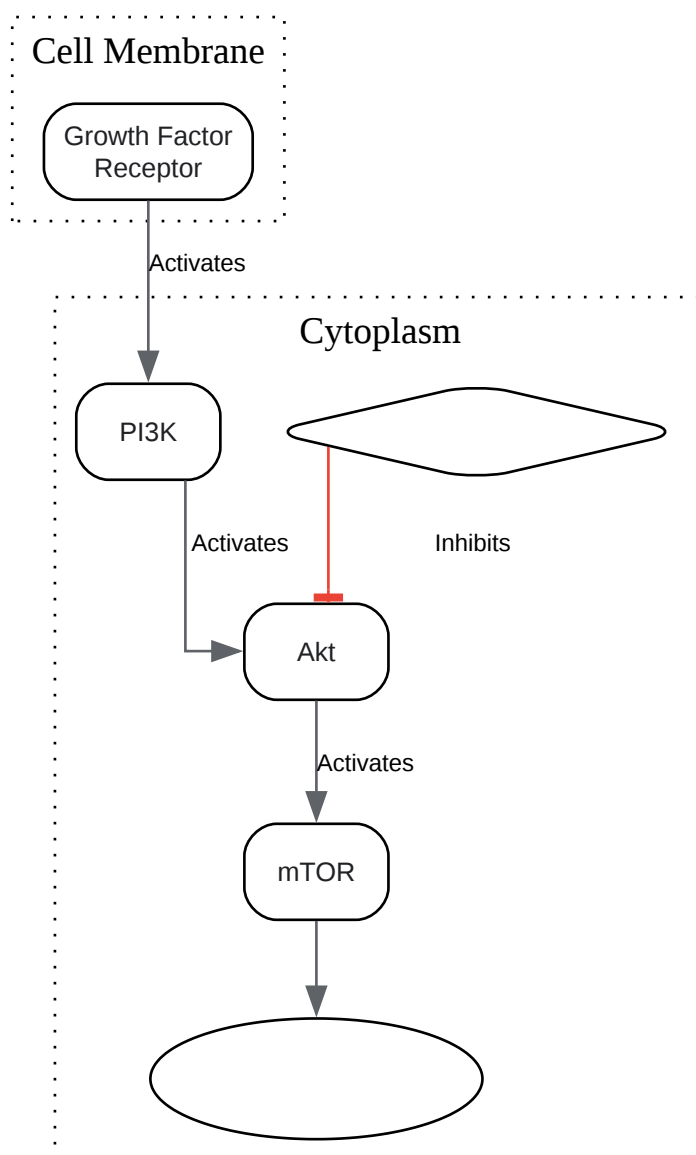 Cell Membrane
Growth Factor
Receptor
Activates
Cytoplasm
PI3K
Activates
Inhibits
Akt
Activates
mTOR